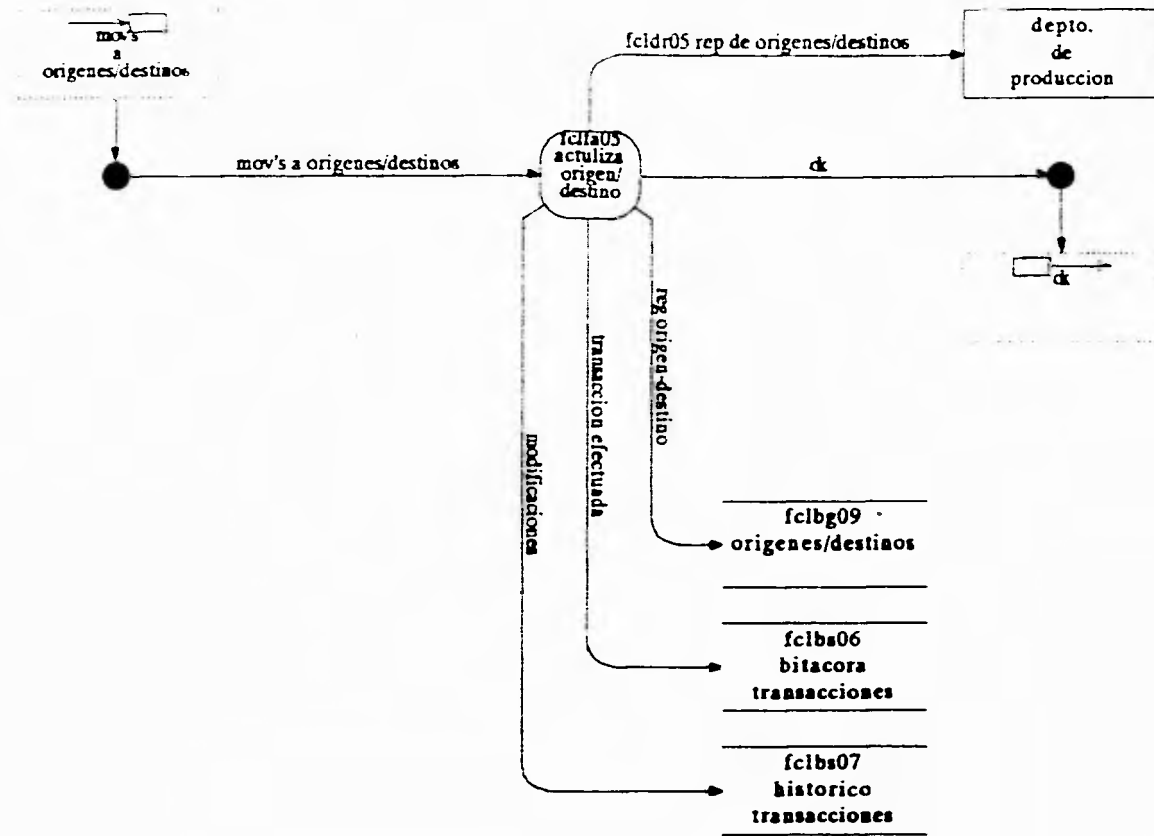 mov's
a
origenes/destinos
fcldr05 rep de origenes/destinos
depto.
de
produccion
mov's a origenes/destinos
fclfa05
actuliza
origen/
destino
ck
ck
reg origen-destino
transaccion efectuada
modificaciones
fclbg09
origenes/destinos
fclbs06
bitacora
transacciones
fclbs07
historico
transacciones